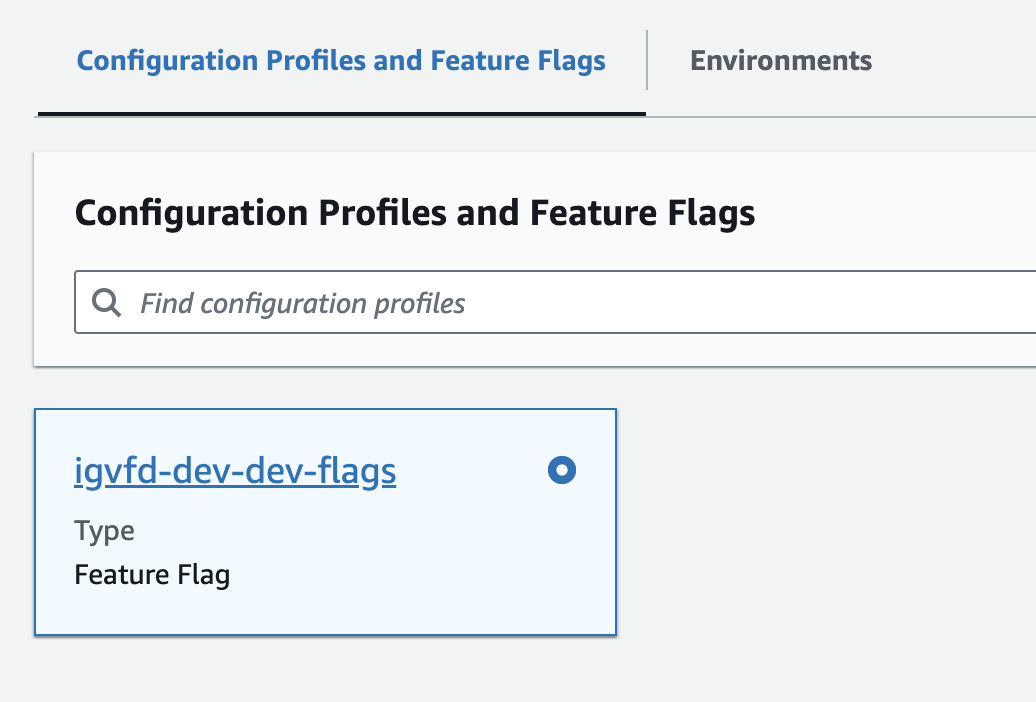 Configuration Profiles and Feature Flags
Environments
Configuration Profiles and Feature Flags
Find configuration profiles
igvfd-dev-dev-flags
Type
Feature Flag